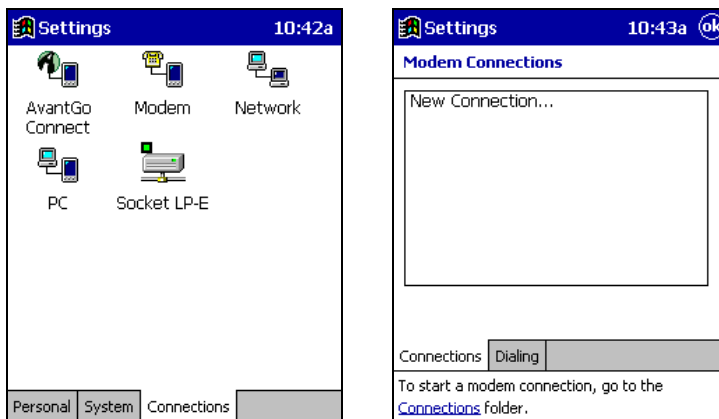 Settings 10:42a
AvantGo
Connect
Modem
Network
PC
Socket LP-E
Personal System Connections
Settings 10:43a ok
Modem Connections
New Connection...
Connections Dialing
To start a modem connection, go to the
Connections folder.